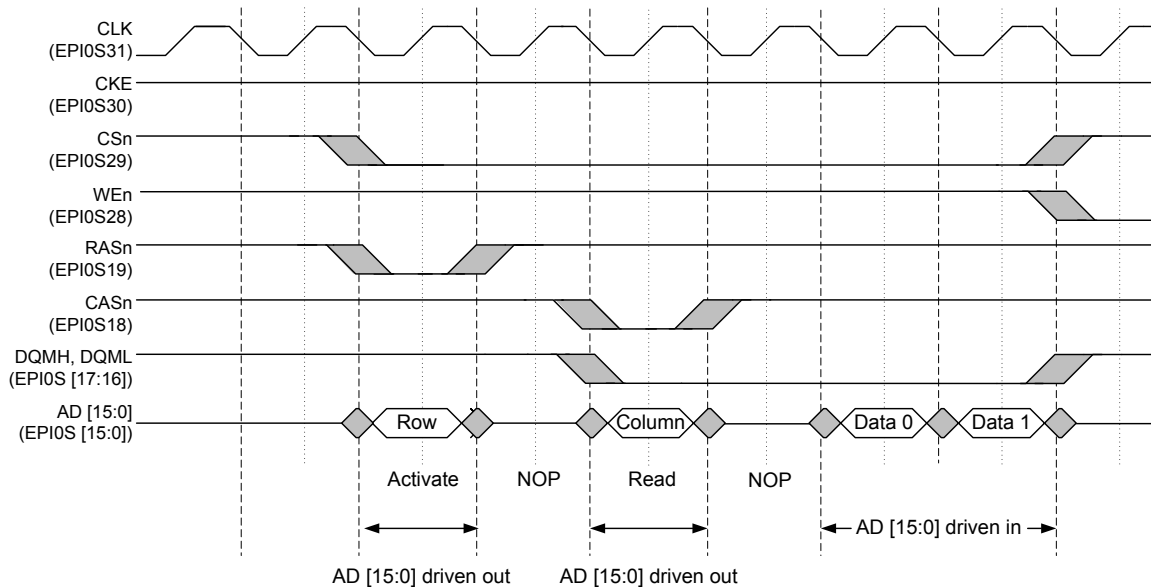 CLK
(EPI0S31)
CKE
(EPI0S30)
CSn
(EPI0S29)
WEn
(EPI0S28)
RASn
(EPI0S19)
CASn
(EPI0S18)
DQMH, DQML
(EPI0S [17:16])
AD [15:0]
(EPI0S [15:0])
Row
Column
Data 0
Data 1
Activate
NOP
Read
NOP
AD [15:0] driven in
AD [15:0] driven out
AD [15:0] driven out